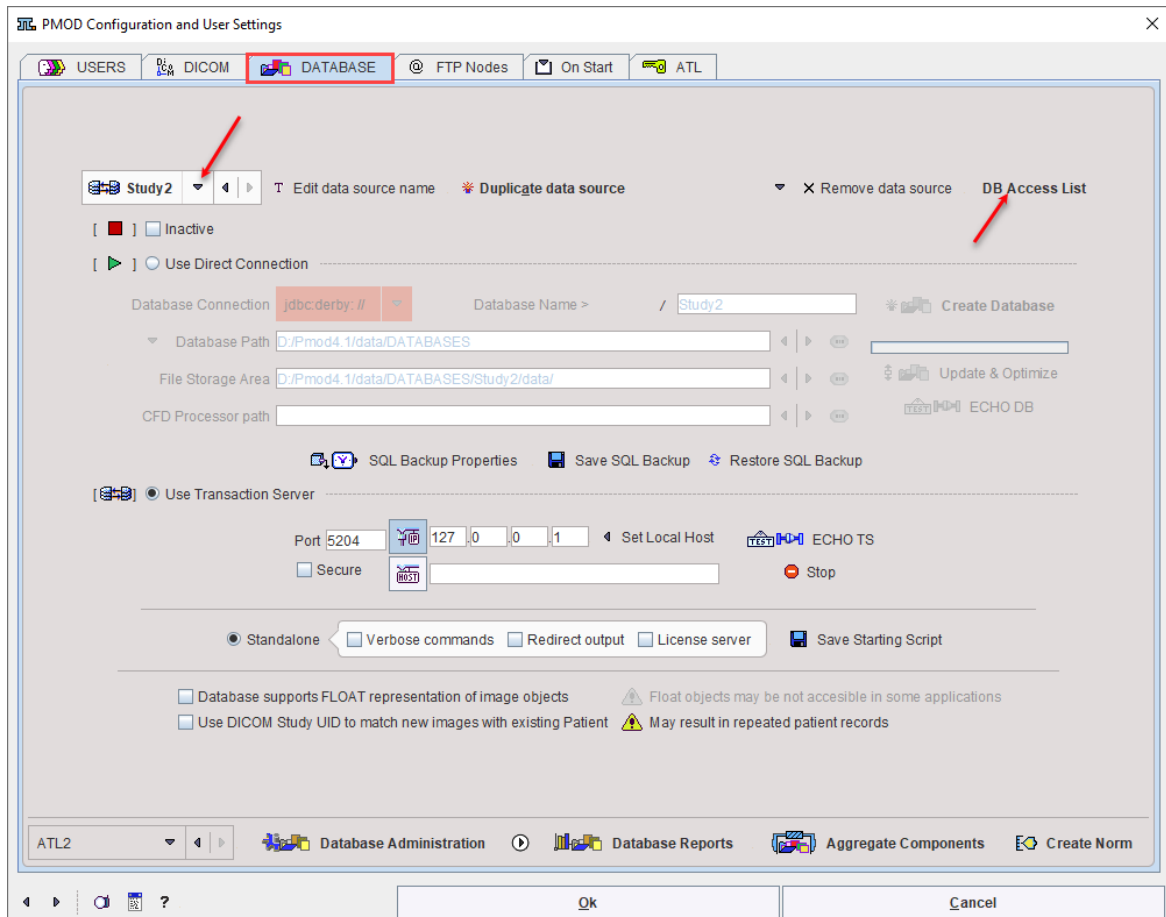 PMOD Configuration and User Settings
USERS DICOM DATABASE @ FTP Nodes On Start ATL
Study2 T Edit data source name Duplicate data source X Remove data source DB Access List
[ ] Inactive
[ ] Use Direct Connection
Database Connection jdbc:derby: // Database Name > / Study2 Create Database
Database Path D:/Pmod4.1/data/DATABASES
File Storage Area D:/Pmod4.1/data/DATABASES/Study2/data/ Update & Optimize
CFD Processor path TEST ECHO DB
SQL Backup Properties Save SQL Backup Restore SQL Backup
[ ] Use Transaction Server
Port 5204 IP 127 .0 .0 .1 Set Local Host TEST ECHO TS
Secure HOST Stop
Standalone Verbose commands Redirect output License server Save Starting Script
Database supports FLOAT representation of image objects Float objects may be not accesible in some applications
Use DICOM Study UID to match new images with existing Patient May result in repeated patient records
ATL2 Database Administration Database Reports Aggregate Components Create Norm
? Ok Cancel